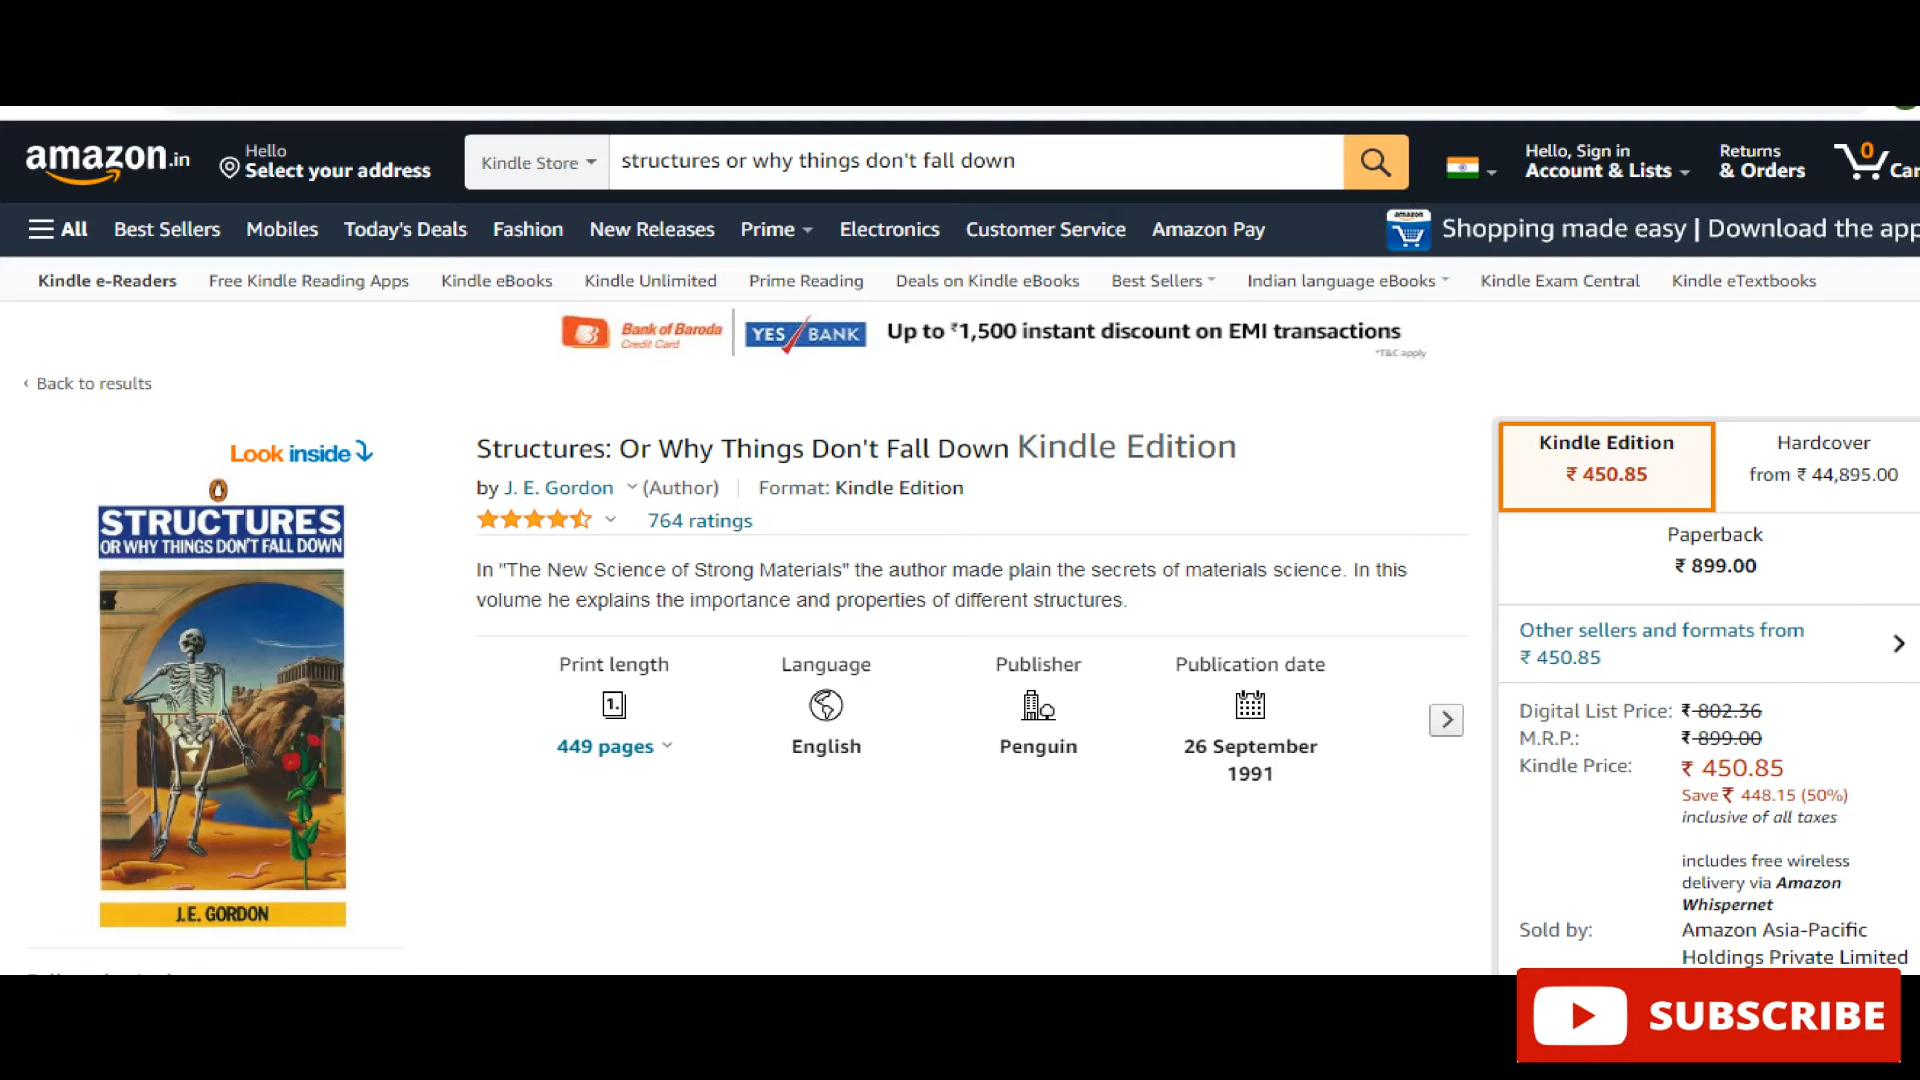 amazon.in
Hello
Select your address
Kindle Store
structures or why things don't fall down
Hello, Sign in
Account & Lists
Returns
& Orders
0
All
Best Sellers
Mobiles
Today's Deals
Fashion
New Releases
Prime
Electronics
Customer Service
Amazon Pay
amazon
Shopping made easy | Download the app
Kindle e-Readers
Free Kindle Reading Apps
Kindle eBooks
Kindle Unlimited
Prime Reading
Deals on Kindle eBooks
Best Sellers
Indian language eBooks
Kindle Exam Central
Kindle eTextbooks
Bank of Baroda
Credit Card
YES BANK
Up to ₹1,500 instant discount on EMI transactions
*T&C apply
‹ Back to results
Look inside
STRUCTURES
OR WHY THINGS DON'T FALL DOWN
J.E. GORDON
Structures: Or Why Things Don't Fall Down Kindle Edition
by J. E. Gordon (Author) | Format: Kindle Edition
764 ratings
In "The New Science of Strong Materials" the author made plain the secrets of materials science. In this
volume he explains the importance and properties of different structures.
Print length
1.
449 pages
Language
English
Publisher
Penguin
Publication date
26 September
1991
Kindle Edition
₹ 450.85
Hardcover
from ₹ 44,895.00
Paperback
₹ 899.00
Other sellers and formats from
₹ 450.85
Digital List Price: ₹ 802.36
M.R.P.: ₹ 899.00
Kindle Price: ₹ 450.85
Save ₹ 448.15 (50%)
inclusive of all taxes
includes free wireless
delivery via Amazon
Whispernet
Sold by: Amazon Asia-Pacific
Holdings Private Limited
SUBSCRIBE